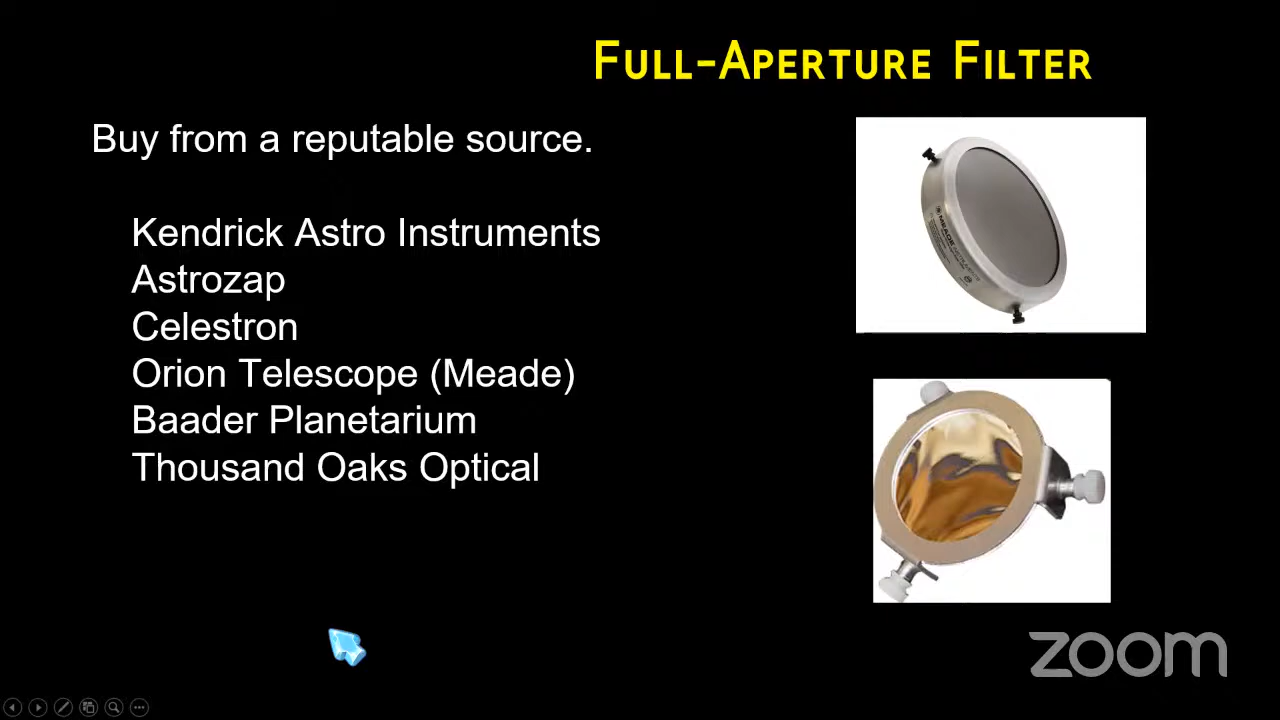 Full-Aperture Filter
Buy from a reputable source.
Kendrick Astro Instruments
Astrozap
Celestron
Orion Telescope (Meade)
Baader Planetarium
Thousand Oaks Optical
MEADE
zoom